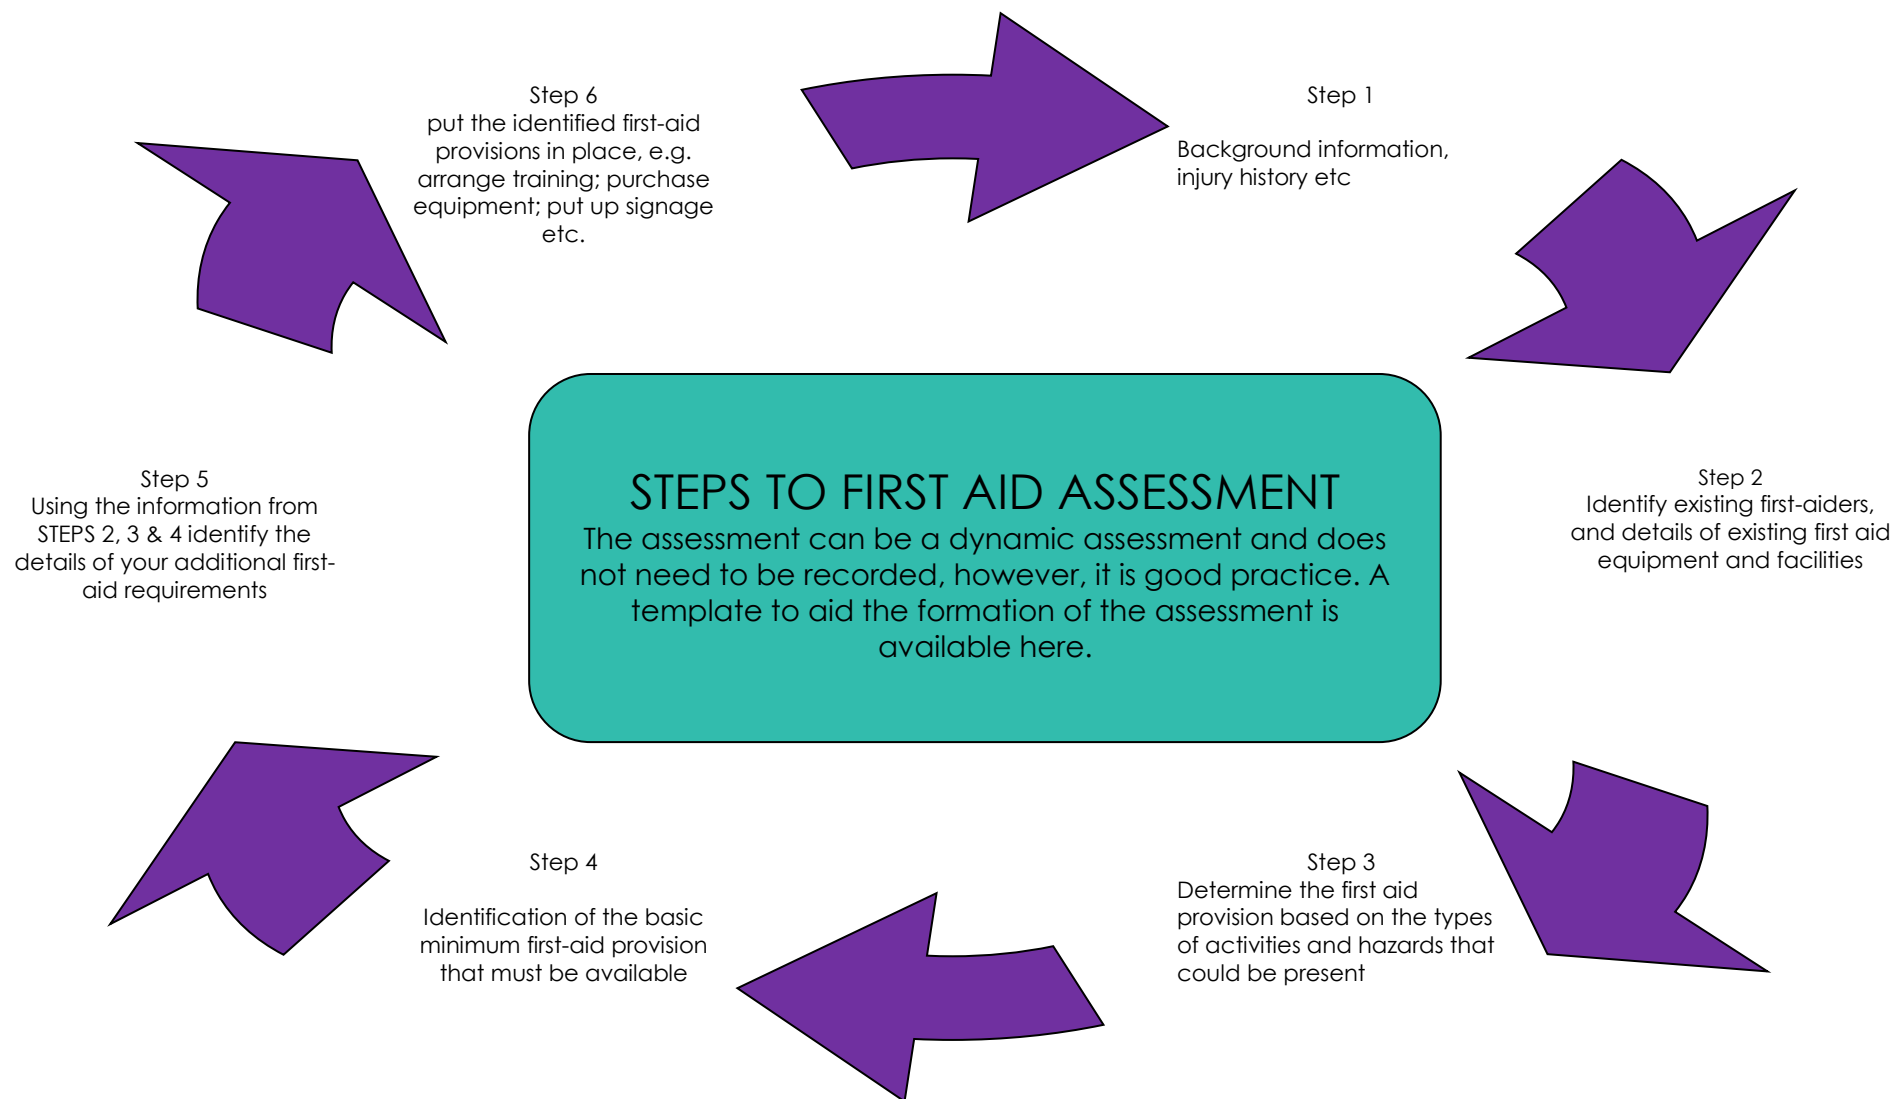 STEPS TO FIRST AID ASSESSMENT
The assessment can be a dynamic assessment and does
not need to be recorded, however, it is good practice. A
template to aid the formation of the assessment is
available here.
Step 1
Background information,
injury history etc
Step 2
Identify existing first-aiders,
and details of existing first aid
equipment and facilities
Step 3
Determine the first aid
provision based on the types
of activities and hazards that
could be present
Step 4
Identification of the basic
minimum first-aid provision
that must be available
Step 5
Using the information from
STEPS 2, 3 & 4 identify the
details of your additional first-
aid requirements
Step 6
put the identified first-aid
provisions in place, e.g.
arrange training; purchase
equipment; put up signage
etc.